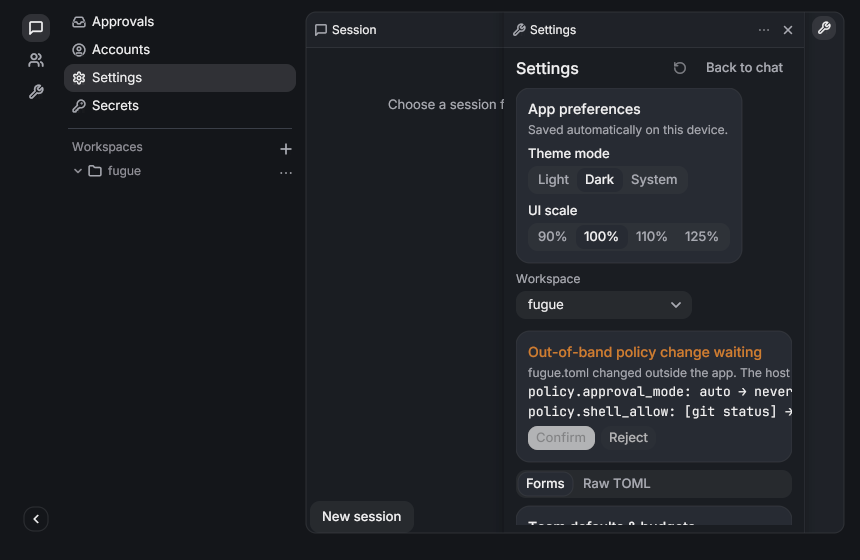 Approvals
Accounts
Settings
Secrets
Workspaces
fugue
Session
Choose a session f
New session
Settings
Settings
Back to chat
App preferences
Saved automatically on this device.
Theme mode
Light Dark System
UI scale
90% 100% 110% 125%
Workspace
fugue
Out-of-band policy change waiting
fugue.toml changed outside the app. The host
policy.approval_mode: auto → never
policy.shell_allow: [git status] →
Confirm Reject
Forms Raw TOML
Team defaults & budgets